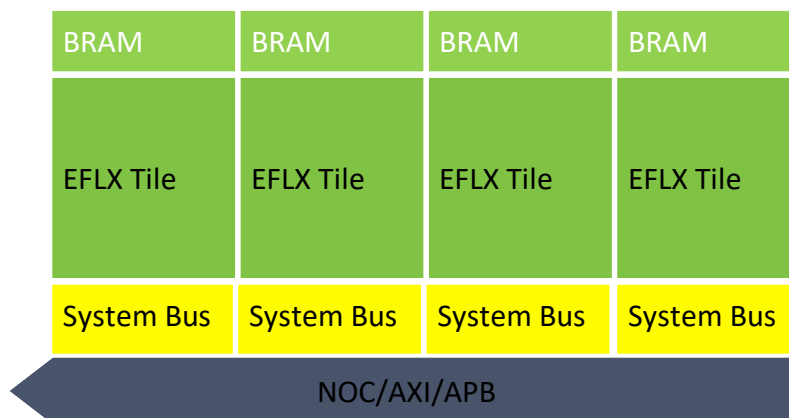 BRAM BRAM BRAM BRAM
EFLX Tile EFLX Tile EFLX Tile EFLX Tile
System Bus System Bus System Bus System Bus
NOC/AXI/APB